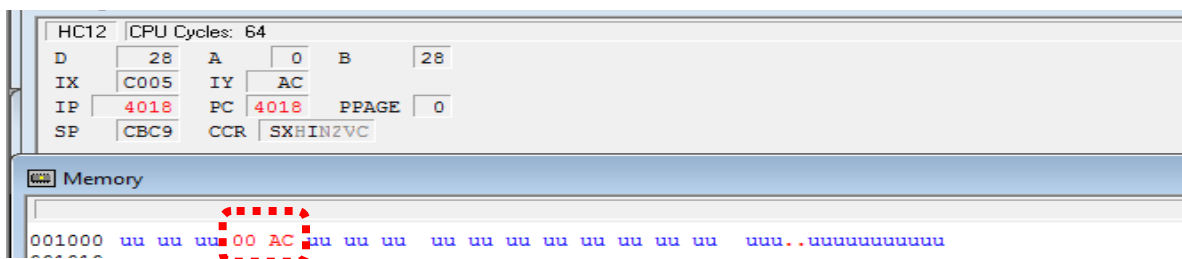 HC12 CPU Cycles: 64
D 28 A 0 B 28
IX C005 IY AC
IP 4018 PC 4018 PPAGE 0
SP CBC9 CCR SXHINZVC
Memory
001000 uu uu uu 00 AC uu uu uu uu uu uu uu uu uu uu uu uuu..uuuuuuuuuuu